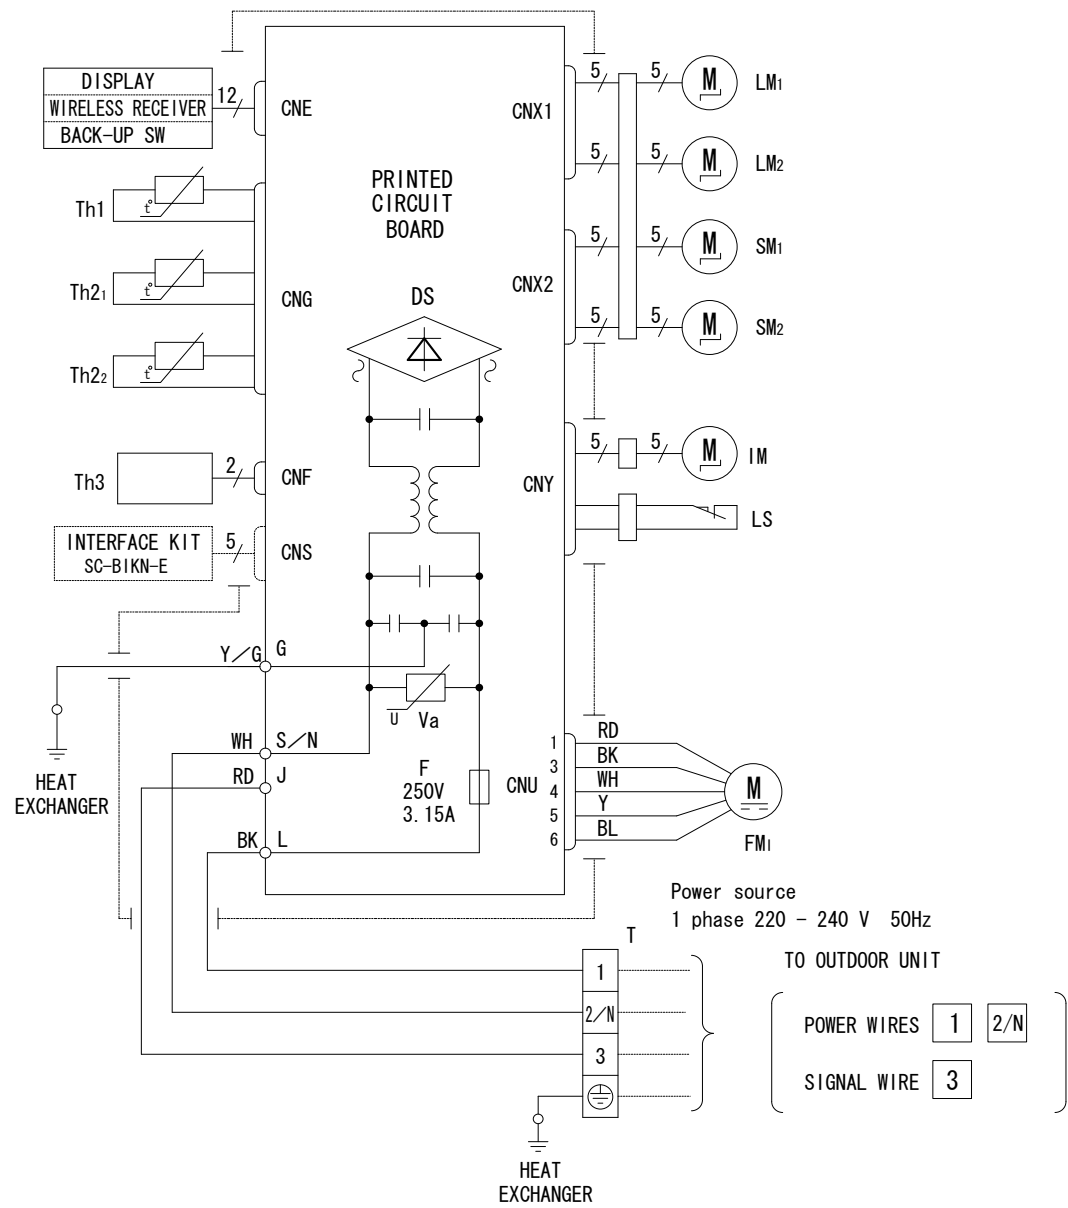 DISPLAY
WIRELESS RECEIVER
BACK-UP SW
12
CNE
PRINTED
CIRCUIT
BOARD
CNX1
5
5
M
LM1
5
5
M
LM2
Th1
t°
Th21
t°
Th22
t°
CNG
DS
CNX2
5
5
M
SM1
5
5
M
SM2
Th3
2
CNF
CNY
5
5
M
IM
LS
INTERFACE KIT
SC-BIKN-E
5
CNS
Y/G
G
U
Va
HEAT
EXCHANGER
WH
S/N
RD
J
BK
L
F
250V
3.15A
CNU
1
RD
3
BK
4
WH
5
Y
6
BL
M
FMI
Power source
1 phase 220 - 240 V 50Hz
T
TO OUTDOOR UNIT
1
2/N
3
POWER WIRES 1 2/N
SIGNAL WIRE 3
HEAT
EXCHANGER